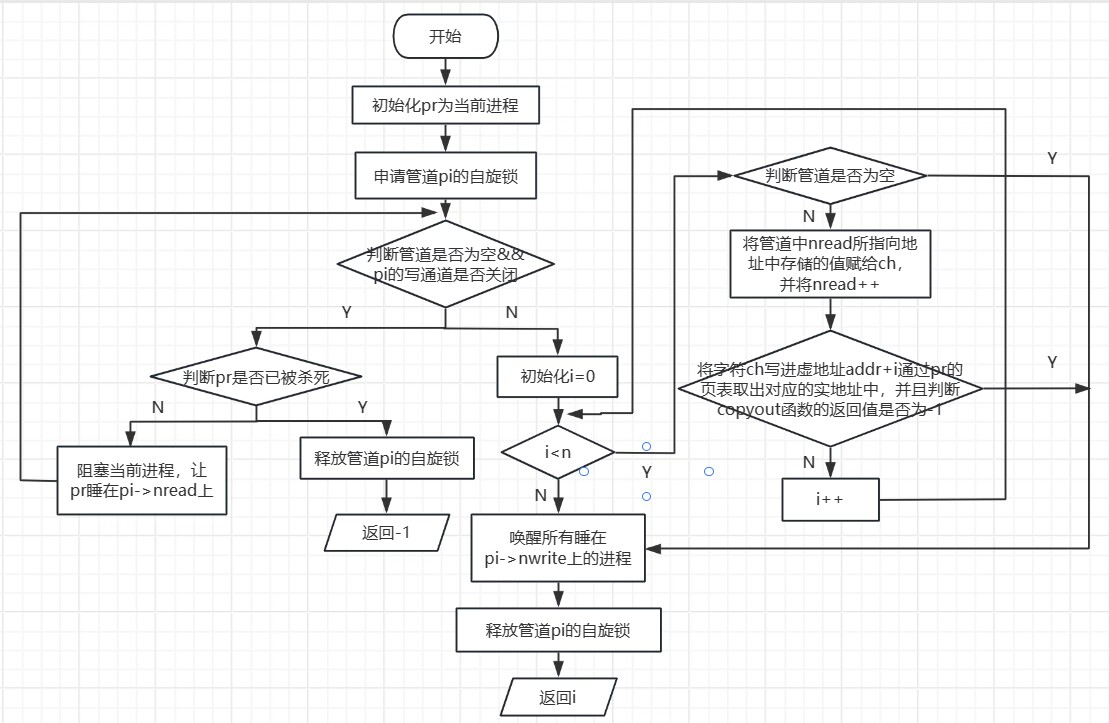 开始
初始化pr为当前进程
申请管道pi的自旋锁
判断管道是否为空&&
pi的写通道是否关闭
Y
N
判断pr是否已被杀死
N
Y
阻塞当前进程，让
pr睡在pi->nread上
释放管道pi的自旋锁
返回-1
初始化i=0
i<n
Y
N
判断管道是否为空
Y
N
将管道中nread所指向地
址中存储的值赋给ch，
并将nread++
将字符ch写进虚地址addr+i通过pr的
页表取出对应的实地址中，并且判断
copyout函数的返回值是否为-1
Y
N
i++
唤醒所有睡在
pi->nwrite上的进程
释放管道pi的自旋锁
返回i